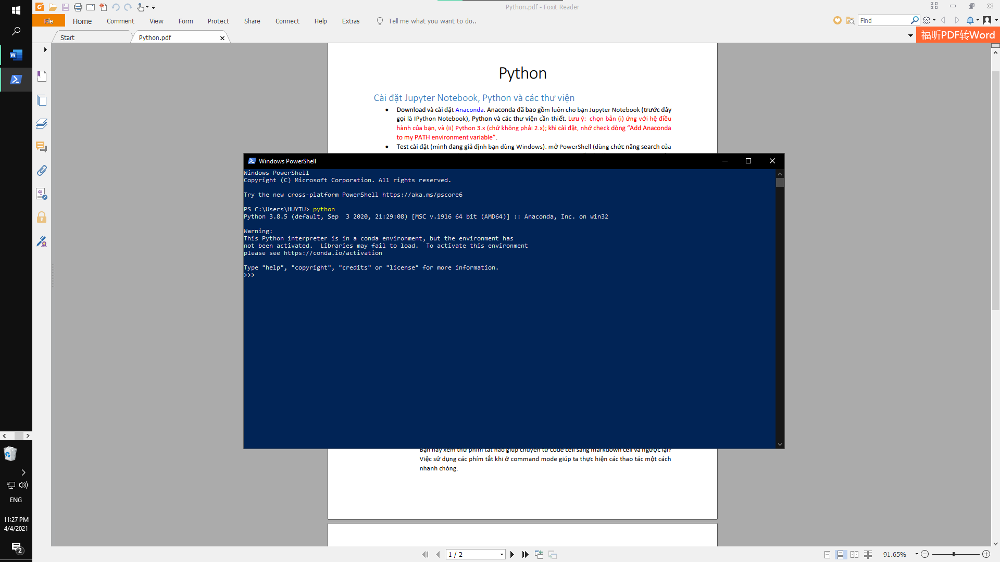 Python.pdf - Foxit Reader
File Home Comment View Form Protect Share Connect Help Extras Tell me what you want to do..
Find
Start Python.pdf
福昕PDF转Word
Python
Cài đặt Jupyter Notebook, Python và các thư viện
• Download và cài đặt Anaconda. Anaconda đã bao gồm luôn cho bạn Jupyter Notebook (trước đây
gọi là IPython Notebook), Python và các thư viện cần thiết. Lưu ý: chọn bản (i) ứng với hệ điều
hành của bạn, và (ii) Python 3.x (chứ không phải 2.x); khi cài đặt, nhớ check dòng “Add Anaconda
to my PATH environment variable”.
• Test cài đặt (mình đang giả định bạn dùng Windows): mở PowerShell (dùng chức năng search của
Windows PowerShell
Windows PowerShell
Copyright (C) Microsoft Corporation. All rights reserved.
Try the new cross-platform PowerShell https://aka.ms/pscore6
PS C:\Users\HUYTU> python
Python 3.8.5 (default, Sep  3 2020, 21:29:08) [MSC v.1916 64 bit (AMD64)] :: Anaconda, Inc. on win32
Warning:
This Python interpreter is in a conda environment, but the environment has
not been activated.  Libraries may fail to load.  To activate this environment
please see https://conda.io/activation
Type "help", "copyright", "credits" or "license" for more information.
>>>
Bạn hãy xem thử phím tắt nào giúp chuyển từ code cell sang markdown cell và ngược lại?
Việc sử dụng các phím tắt khi ở command mode giúp ta thực hiện các thao tác một cách
nhanh chóng.
ENG
11:27 PM
4/4/2021
2
1 / 2
91.65%